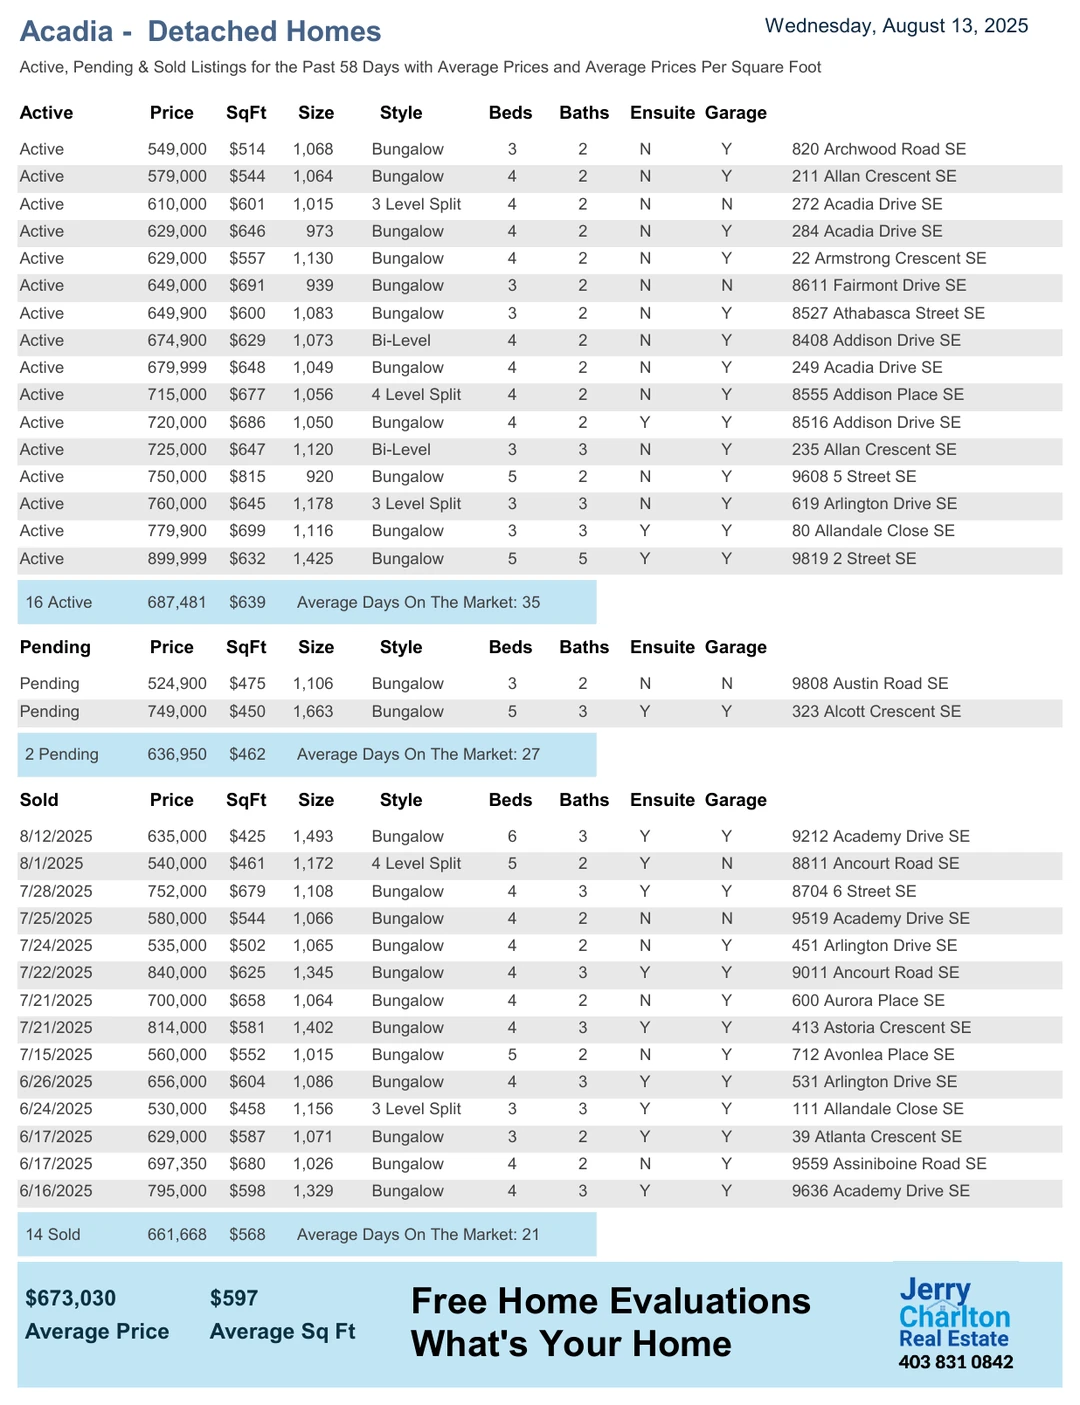 Acadia - Detached Homes
Wednesday, August 13, 2025
Active, Pending & Sold Listings for the Past 58 Days with Average Prices and Average Prices Per Square Foot
Active Price SqFt Size Style Beds Baths Ensuite Garage
Active 549,000 $514 1,068 Bungalow 3 2 N Y 820 Archwood Road SE
Active 579,000 $544 1,064 Bungalow 4 2 N Y 211 Allan Crescent SE
Active 610,000 $601 1,015 3 Level Split 4 2 N N 272 Acadia Drive SE
Active 629,000 $646 973 Bungalow 4 2 N Y 284 Acadia Drive SE
Active 629,000 $557 1,130 Bungalow 4 2 N Y 22 Armstrong Crescent SE
Active 649,000 $691 939 Bungalow 3 2 N N 8611 Fairmont Drive SE
Active 649,900 $600 1,083 Bungalow 3 2 N Y 8527 Athabasca Street SE
Active 674,900 $629 1,073 Bi-Level 4 2 N Y 8408 Addison Drive SE
Active 679,999 $648 1,049 Bungalow 4 2 N Y 249 Acadia Drive SE
Active 715,000 $677 1,056 4 Level Split 4 2 N Y 8555 Addison Place SE
Active 720,000 $686 1,050 Bungalow 4 2 Y Y 8516 Addison Drive SE
Active 725,000 $647 1,120 Bi-Level 3 3 N Y 235 Allan Crescent SE
Active 750,000 $815 920 Bungalow 5 2 N Y 9608 5 Street SE
Active 760,000 $645 1,178 3 Level Split 3 3 N Y 619 Arlington Drive SE
Active 779,900 $699 1,116 Bungalow 3 3 Y Y 80 Allandale Close SE
Active 899,999 $632 1,425 Bungalow 5 5 Y Y 9819 2 Street SE
16 Active 687,481 $639 Average Days On The Market: 35
Pending Price SqFt Size Style Beds Baths Ensuite Garage
Pending 524,900 $475 1,106 Bungalow 3 2 N N 9808 Austin Road SE
Pending 749,000 $450 1,663 Bungalow 5 3 Y Y 323 Alcott Crescent SE
2 Pending 636,950 $462 Average Days On The Market: 27
Sold Price SqFt Size Style Beds Baths Ensuite Garage
8/12/2025 635,000 $425 1,493 Bungalow 6 3 Y Y 9212 Academy Drive SE
8/1/2025 540,000 $461 1,172 4 Level Split 5 2 Y N 8811 Ancourt Road SE
7/28/2025 752,000 $679 1,108 Bungalow 4 3 Y Y 8704 6 Street SE
7/25/2025 580,000 $544 1,066 Bungalow 4 2 N N 9519 Academy Drive SE
7/24/2025 535,000 $502 1,065 Bungalow 4 2 N Y 451 Arlington Drive SE
7/22/2025 840,000 $625 1,345 Bungalow 4 3 Y Y 9011 Ancourt Road SE
7/21/2025 700,000 $658 1,064 Bungalow 4 2 N Y 600 Aurora Place SE
7/21/2025 814,000 $581 1,402 Bungalow 4 3 Y Y 413 Astoria Crescent SE
7/15/2025 560,000 $552 1,015 Bungalow 5 2 N Y 712 Avonlea Place SE
6/26/2025 656,000 $604 1,086 Bungalow 4 3 Y Y 531 Arlington Drive SE
6/24/2025 530,000 $458 1,156 3 Level Split 3 3 Y Y 111 Allandale Close SE
6/17/2025 629,000 $587 1,071 Bungalow 3 2 Y Y 39 Atlanta Crescent SE
6/17/2025 697,350 $680 1,026 Bungalow 4 2 N Y 9559 Assiniboine Road SE
6/16/2025 795,000 $598 1,329 Bungalow 4 3 Y Y 9636 Academy Drive SE
14 Sold 661,668 $568 Average Days On The Market: 21
$673,030 $597
Average Price Average Sq Ft
Free Home Evaluations
What's Your Home
Jerry
Charlton
Real Estate
403 831 0842